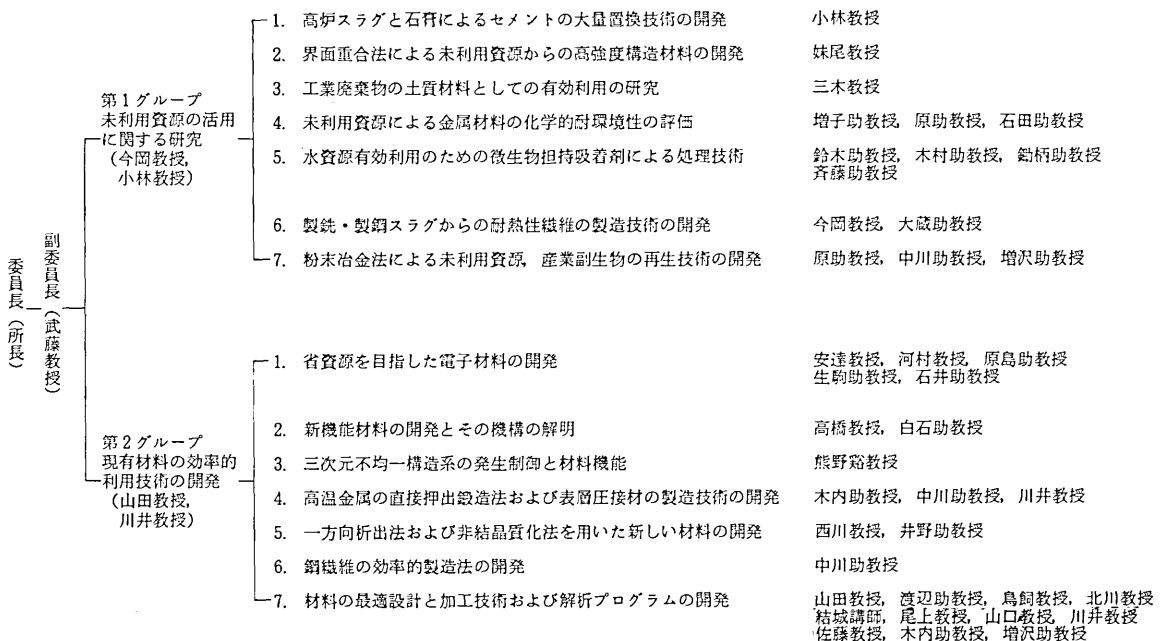 委員長（所長）
副委員長（武藤教授）
第1グループ
未利用資源の活用
に関する研究
（今岡教授,
小林教授）
1. 高炉スラグと石膏によるセメントの大量置換技術の開発 小林教授
2. 界面重合法による未利用資源からの高強度構造材料の開発 妹尾教授
3. 工業廃棄物の土質材料としての有効利用の研究 三木教授
4. 未利用資源による金属材料の化学的耐環境性の評価 増子助教授, 原助教授, 石田助教授
5. 水資源有効利用のための微生物担持吸着剤による処理技術 鈴木助教授, 木村助教授, 鋤柄助教授
斉藤助教授
6. 製銑・製鋼スラグからの耐熱性繊維の製造技術の開発 今岡教授, 大蔵助教授
7. 粉末冶金法による未利用資源, 産業副生物の再生技術の開発 原助教授, 中川助教授, 増沢助教授
第2グループ
現有材料の効率的
利用技術の開発
（山田教授,
川井教授）
1. 省資源を目指した電子材料の開発 安達教授, 河村教授, 原島助教授
生駒助教授, 石井助教授
2. 新機能材料の開発とその機構の解明 高橋教授, 白石助教授
3. 三次元不均一構造系の発生制御と材料機能 熊野谿教授
4. 高温金属の直接押出鍛造法および表層圧接材の製造技術の開発 木内助教授, 中川助教授, 川井教授
5. 一方向析出法および非結晶質化法を用いた新しい材料の開発 西川教授, 井野助教授
6. 鋼繊維の効率的製造法の開発 中川助教授
7. 材料の最適設計と加工技術および解析プログラムの開発 山田教授, 渡辺助教授, 鳥飼教授, 北川教授
結城講師, 尾上教授, 山口教授, 川井教授
佐藤教授, 木内助教授, 増沢助教授